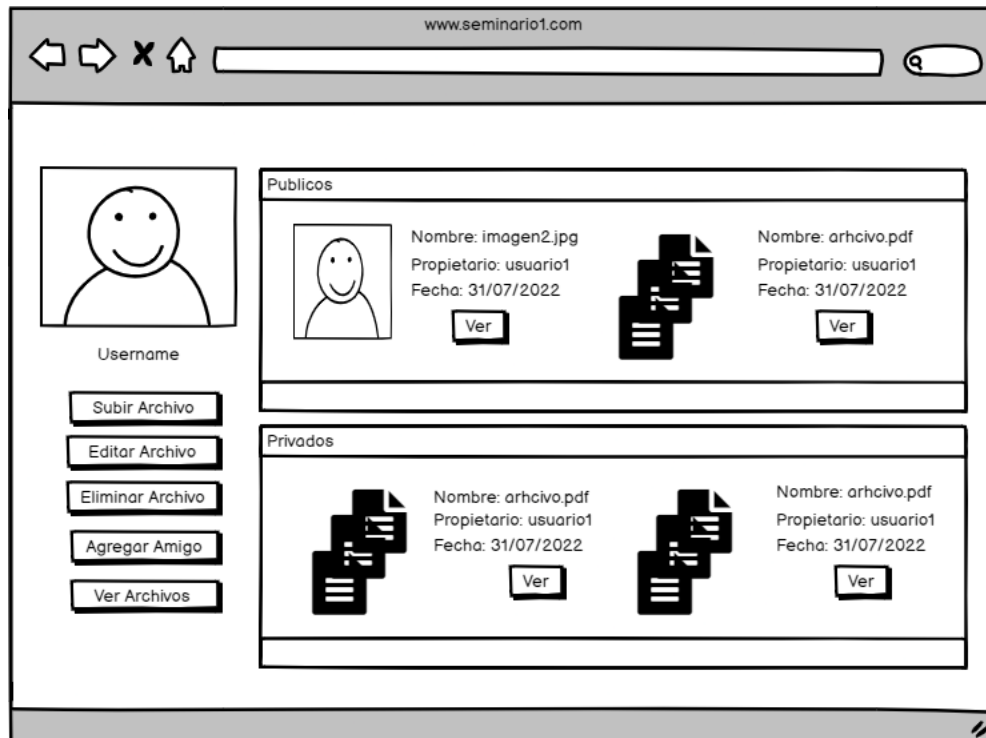 www.seminario1.com
Username
Subir Archivo
Editar Archivo
Eliminar Archivo
Agregar Amigo
Ver Archivos
Publicos
Nombre: imagen2.jpg
Propietario: usuario1
Fecha: 31/07/2022
Ver
Nombre: arhcivo.pdf
Propietario: usuario1
Fecha: 31/07/2022
Ver
Privados
Nombre: arhcivo.pdf
Propietario: usuario1
Fecha: 31/07/2022
Ver
Nombre: arhcivo.pdf
Propietario: usuario1
Fecha: 31/07/2022
Ver